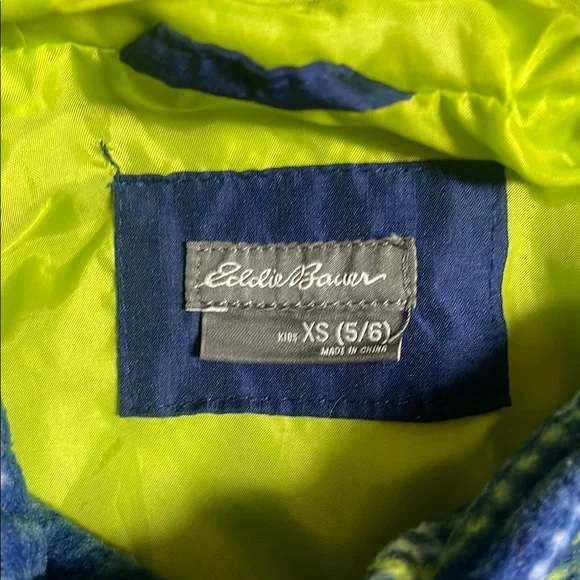 Eddie Bauer
KIDS XS (5/6)
MADE IN CHINA